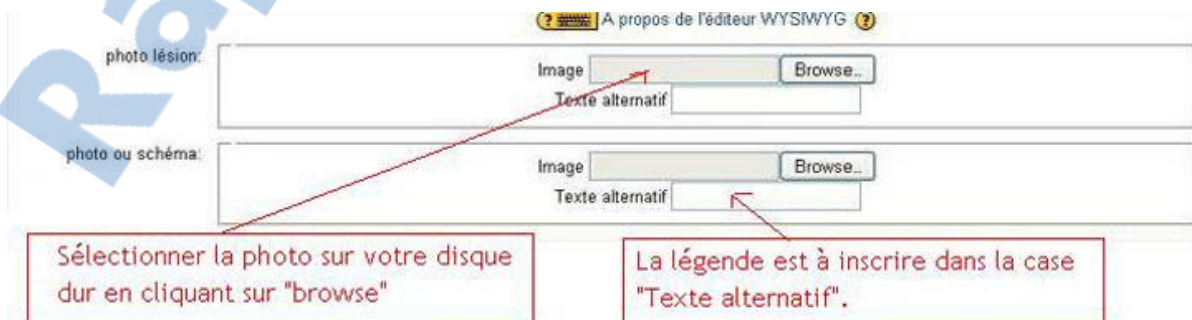 A propos de l'éditeur WYSIWYG
photo lésion:
Image Browse..
Texte alternatif
photo ou schéma:
Image Browse..
Texte alternatif
Sélectionner la photo sur votre disque
dur en cliquant sur "browse"
La légende est à inscrire dans la case
"Texte alternatif".